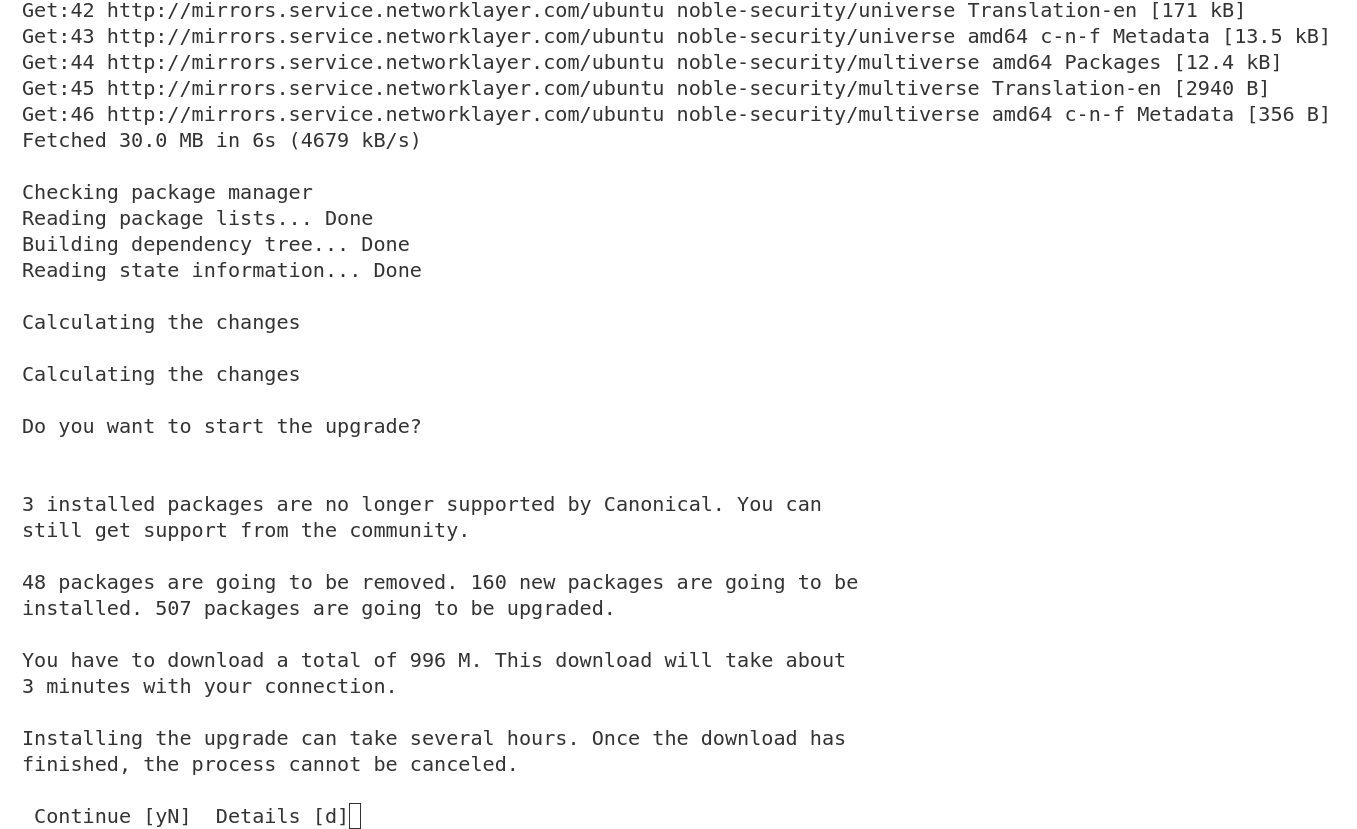 Get:42 http://mirrors.service.networklayer.com/ubuntu noble-security/universe Translation-en [171 kB]
Get:43 http://mirrors.service.networklayer.com/ubuntu noble-security/universe amd64 c-n-f Metadata [13.5 kB]
Get:44 http://mirrors.service.networklayer.com/ubuntu noble-security/multiverse amd64 Packages [12.4 kB]
Get:45 http://mirrors.service.networklayer.com/ubuntu noble-security/multiverse Translation-en [2940 B]
Get:46 http://mirrors.service.networklayer.com/ubuntu noble-security/multiverse amd64 c-n-f Metadata [356 B]
Fetched 30.0 MB in 6s (4679 kB/s)
Checking package manager
Reading package lists... Done
Building dependency tree... Done
Reading state information... Done
Calculating the changes
Calculating the changes
Do you want to start the upgrade?
3 installed packages are no longer supported by Canonical. You can
still get support from the community.
48 packages are going to be removed. 160 new packages are going to be
installed. 507 packages are going to be upgraded.
You have to download a total of 996 M. This download will take about
3 minutes with your connection.
Installing the upgrade can take several hours. Once the download has
finished, the process cannot be canceled.
Continue [yN]  Details [d]